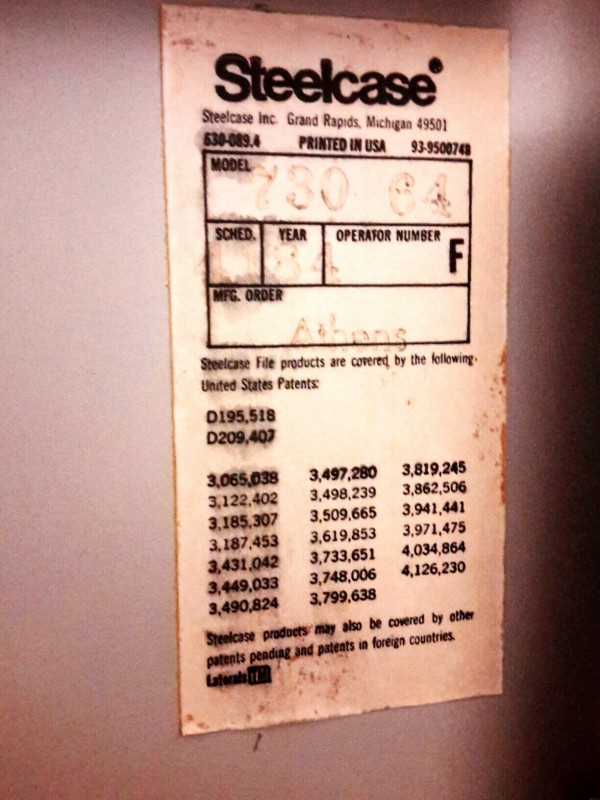 Steelcase®
Steelcase Inc. Grand Rapids, Michigan 49501
630-089.4 PRINTED IN USA 93-9500748
MODEL
730 64
SCHED. YEAR OPERATOR NUMBER
84 F
MFG. ORDER
Athens
Steelcase File products are covered by the following
United States Patents:
D195,518
D209,407
3,065,038 3,497,280 3,819,245
3,122,402 3,498,239 3,862,506
3,185,307 3,509,665 3,941,441
3,187,453 3,619,853 3,971,475
3,431,042 3,733,651 4,034,864
3,449,033 3,748,006 4,126,230
3,490,824 3,799,638
Steelcase products may also be covered by other
patents pending and patents in foreign countries.
Laterals